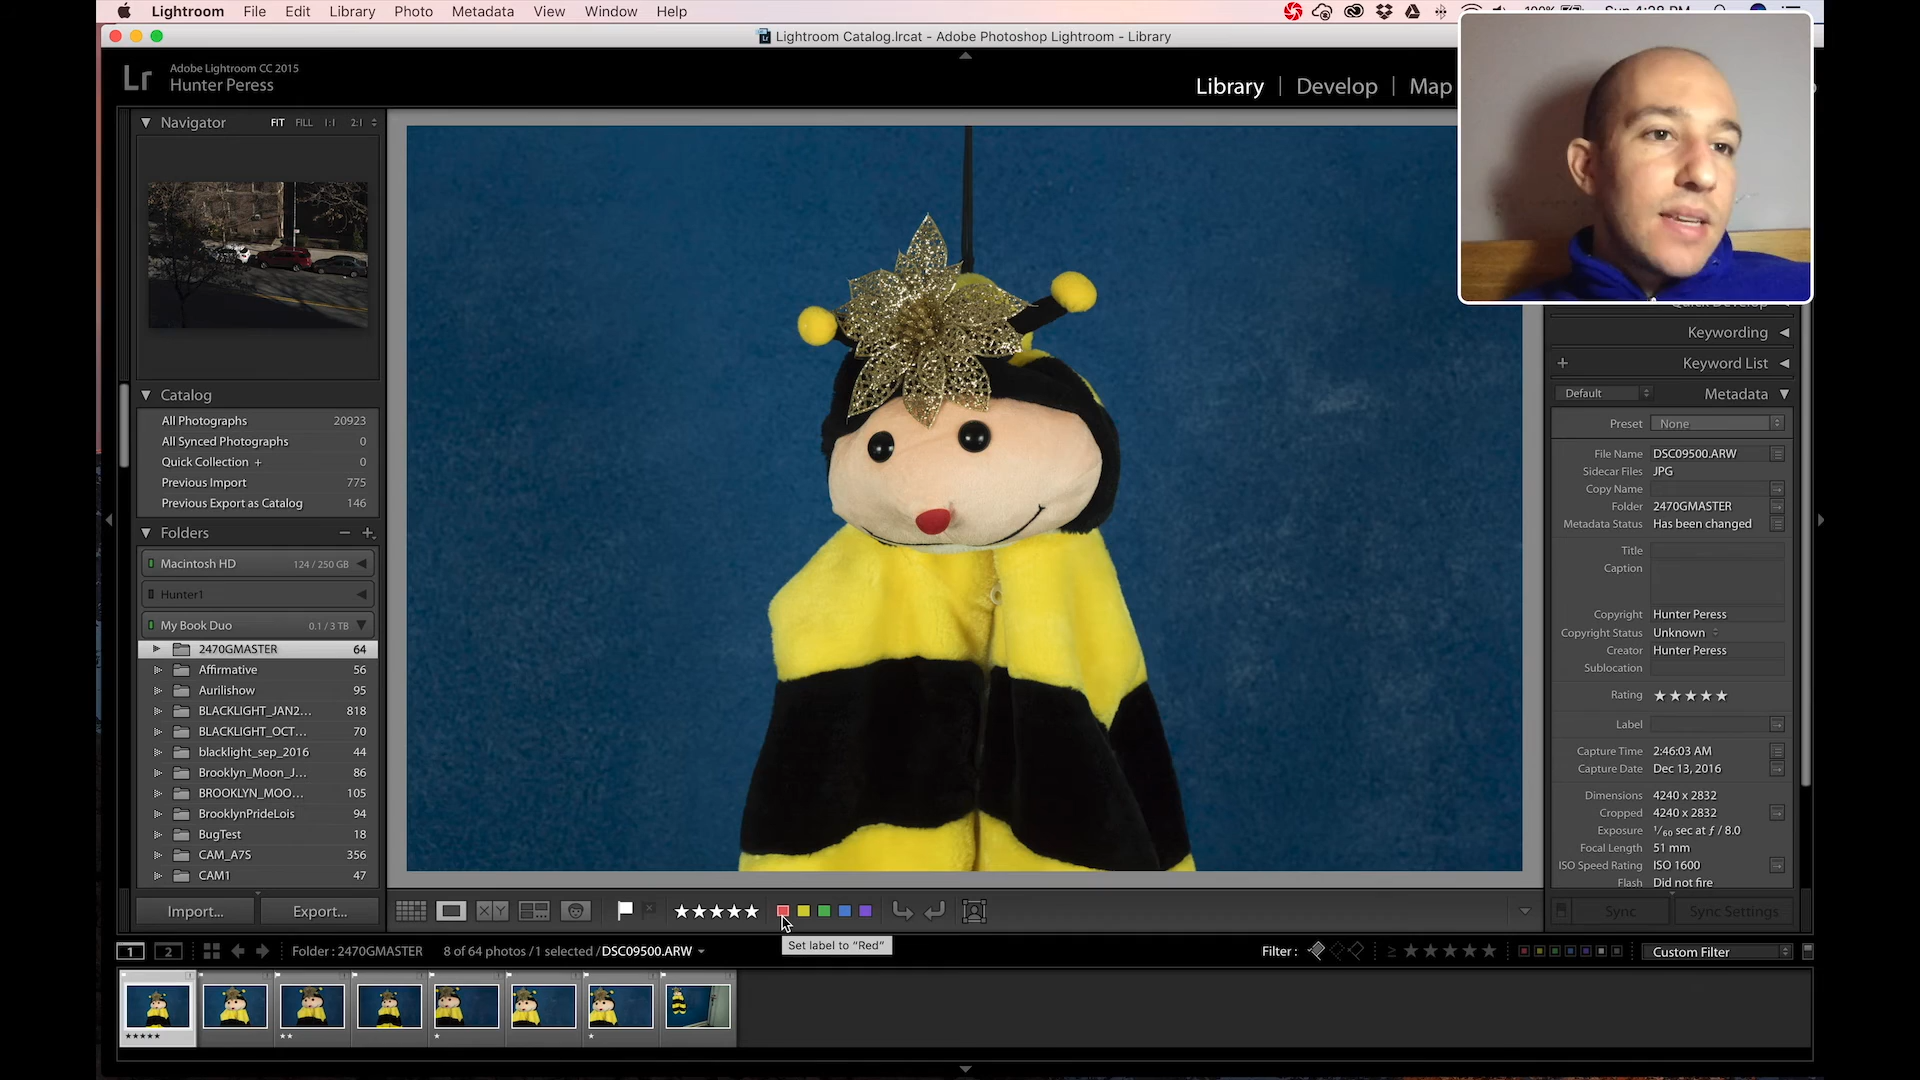 Lightroom File Edit Library Photo Metadata View Window Help
Lightroom Catalog.lrcat - Adobe Photoshop Lightroom - Library
Lr
Adobe Lightroom CC 2015
Hunter Peress
Library | Develop | Map
Navigator FIT FILL 1:1 2:1
Catalog
All Photographs 20923
All Synced Photographs 0
Quick Collection + 0
Previous Import 775
Previous Export as Catalog 146
Folders
Macintosh HD 124 / 250 GB
Hunter1
My Book Duo 0.1 / 3 TB
2470GMASTER 64
Affirmative 56
Aurilishow 95
BLACKLIGHT_JAN2... 818
BLACKLIGHT_OCT... 70
blacklight_sep_2016 44
Brooklyn_Moon_J... 86
BROOKLYN_MOO... 105
BrooklynPrideLois 94
BugTest 18
CAM_A7S 356
CAM1 47
Import... Export...
Keywording
Keyword List
Default Metadata
Preset None
File Name DSC09500.ARW
Sidecar Files JPG
Copy Name
Folder 2470GMASTER
Metadata Status Has been changed
Title
Caption
Copyright Hunter Peress
Copyright Status Unknown
Creator Hunter Peress
Sublocation
Rating ★★★★★
Label
Capture Time 2:46:03 AM
Capture Date Dec 13, 2016
Dimensions 4240 x 2832
Cropped 4240 x 2832
Exposure 1/60 sec at ƒ / 8.0
Focal Length 51 mm
ISO Speed Rating ISO 1600
Flash Did not fire
Sync Sync Settings
XY
Set label to “Red”
1 2 Folder : 2470GMASTER 8 of 64 photos / 1 selected / DSC09500.ARW
Filter : Custom Filter